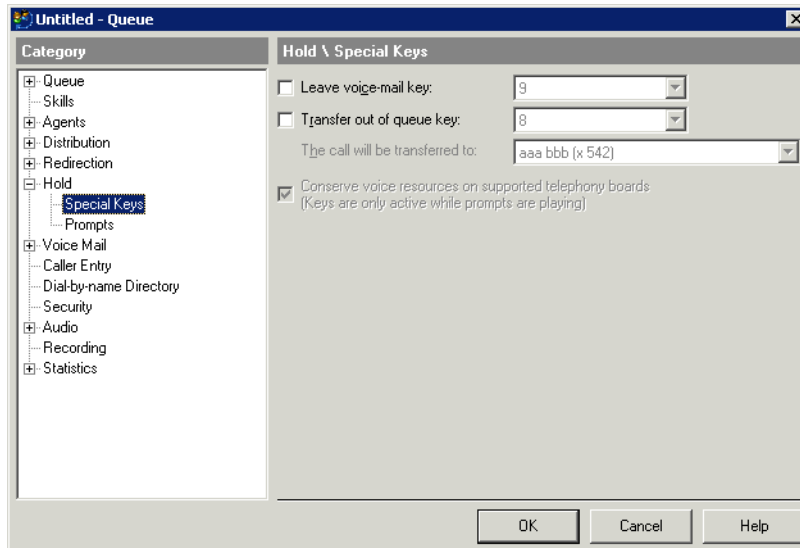 Untitled - Queue
Category
Hold \ Special Keys
Queue
Skills
Agents
Distribution
Redirection
Hold
Special Keys
Prompts
Voice Mail
Caller Entry
Dial-by-name Directory
Security
Audio
Recording
Statistics
Leave voice-mail key:
9
Transfer out of queue key:
8
The call will be transferred to:
aaa bbb (x 542)
Conserve voice resources on supported telephony boards
(Keys are only active while prompts are playing)
OK
Cancel
Help